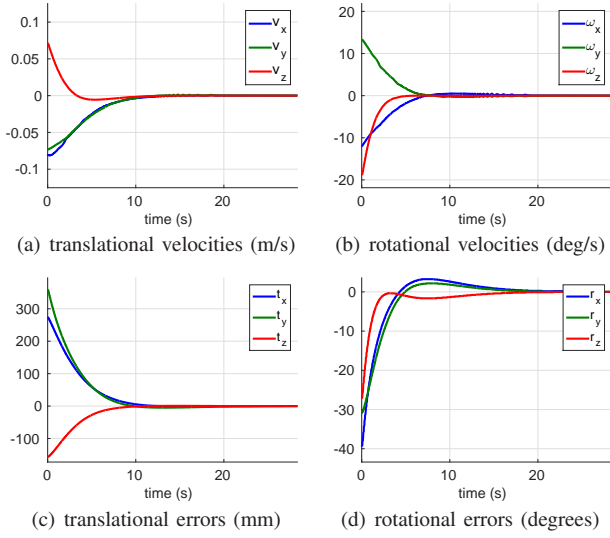 0.1
0.05
0
-0.05
-0.1
0 10 20
time (s)
v_x
v_y
v_z
(a) translational velocities (m/s)
20
10
0
-10
-20
0 10 20
time (s)
ω_x
ω_y
ω_z
(b) rotational velocities (deg/s)
300
200
100
0
-100
0 10 20
time (s)
t_x
t_y
t_z
(c) translational errors (mm)
0
-10
-20
-30
-40
0 10 20
time (s)
r_x
r_y
r_z
(d) rotational errors (degrees)